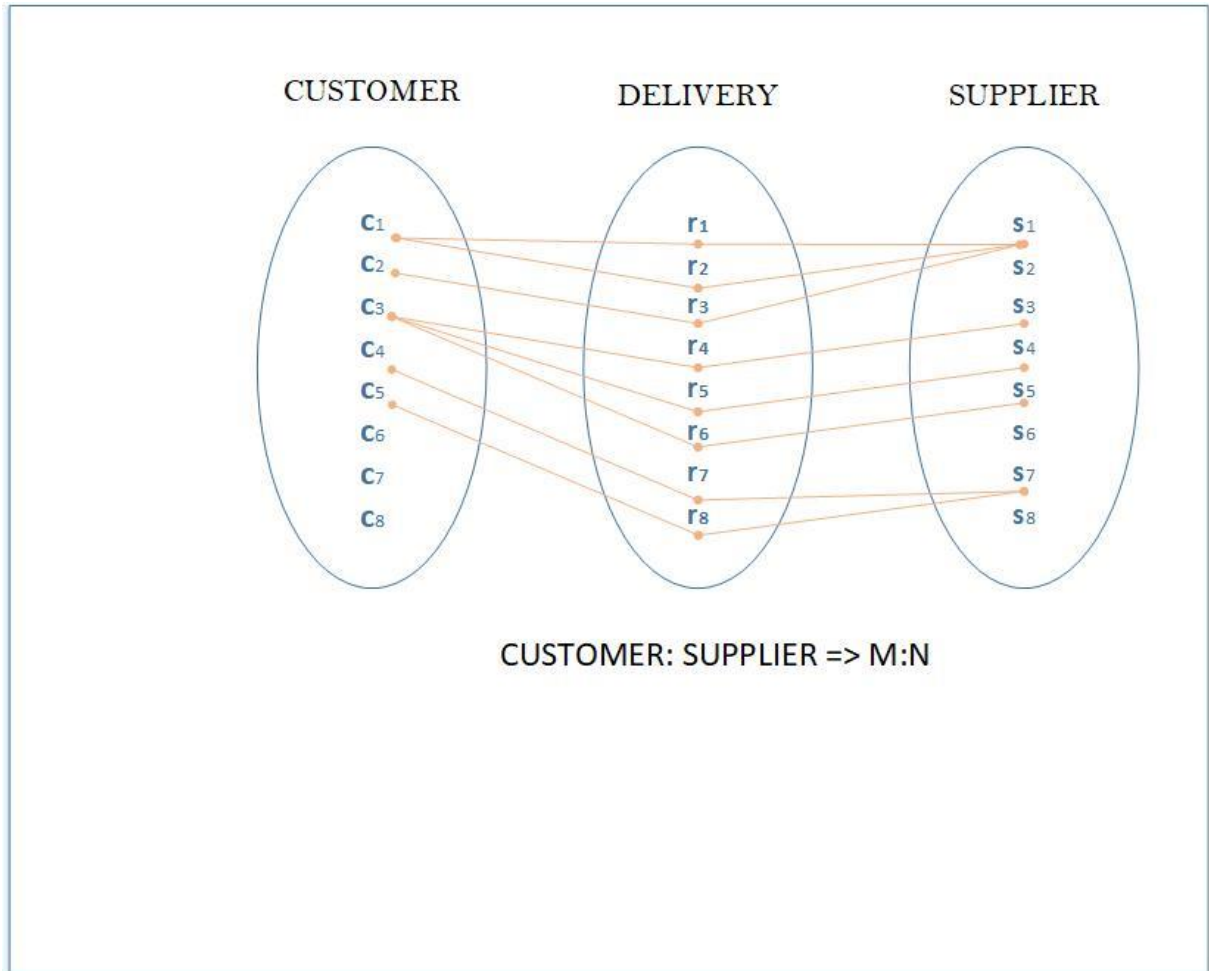 CUSTOMER DELIVERY SUPPLIER
c1 r1 s1
c2 r2 s2
c3 r3 s3
c4 r4 s4
c5 r5 s5
c6 r6 s6
c7 r7 s7
c8 r8 s8
CUSTOMER: SUPPLIER => M:N